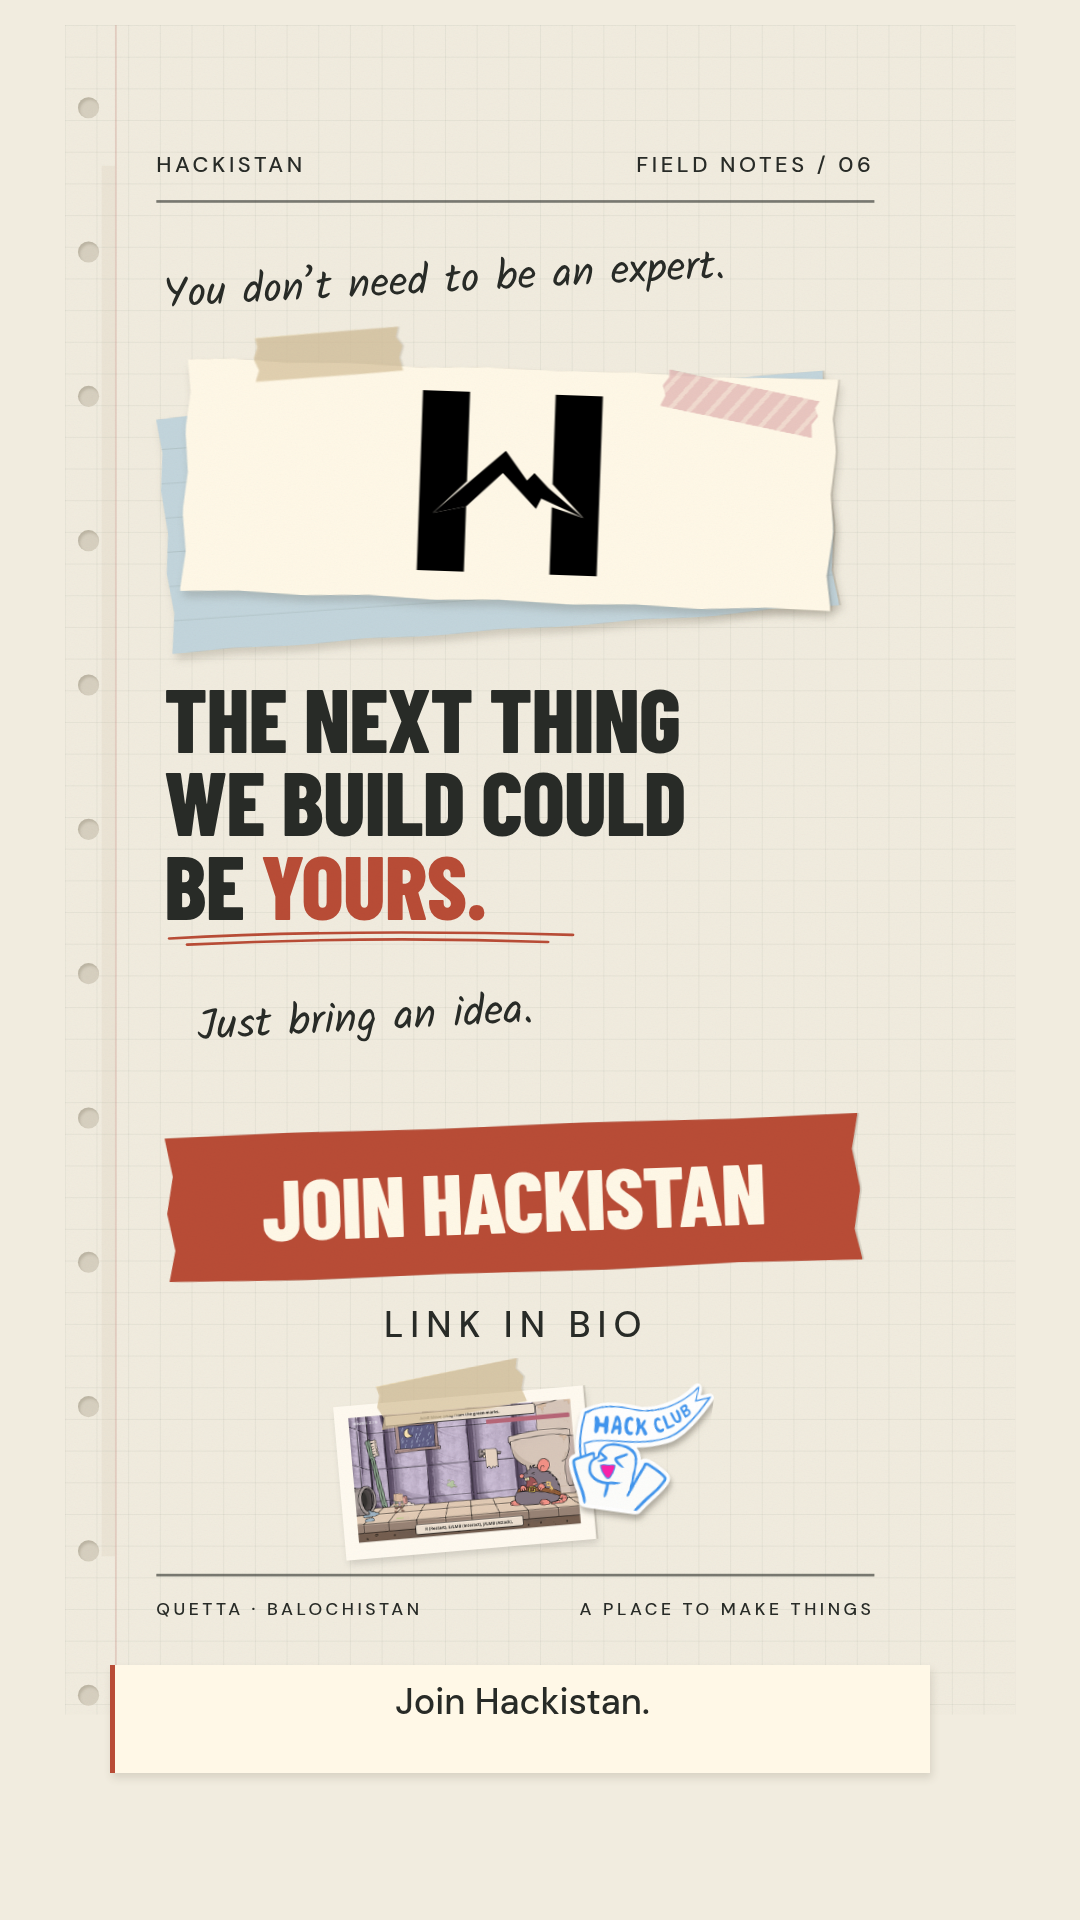 HACKISTAN
FIELD NOTES / 06
You don’t need to be an expert.
H
THE NEXT THING
WE BUILD COULD
BE YOURS.
Just bring an idea.
JOIN HACKISTAN
LINK IN BIO
HACK CLUB
QUETTA · BALOCHISTAN
A PLACE TO MAKE THINGS
Join Hackistan.